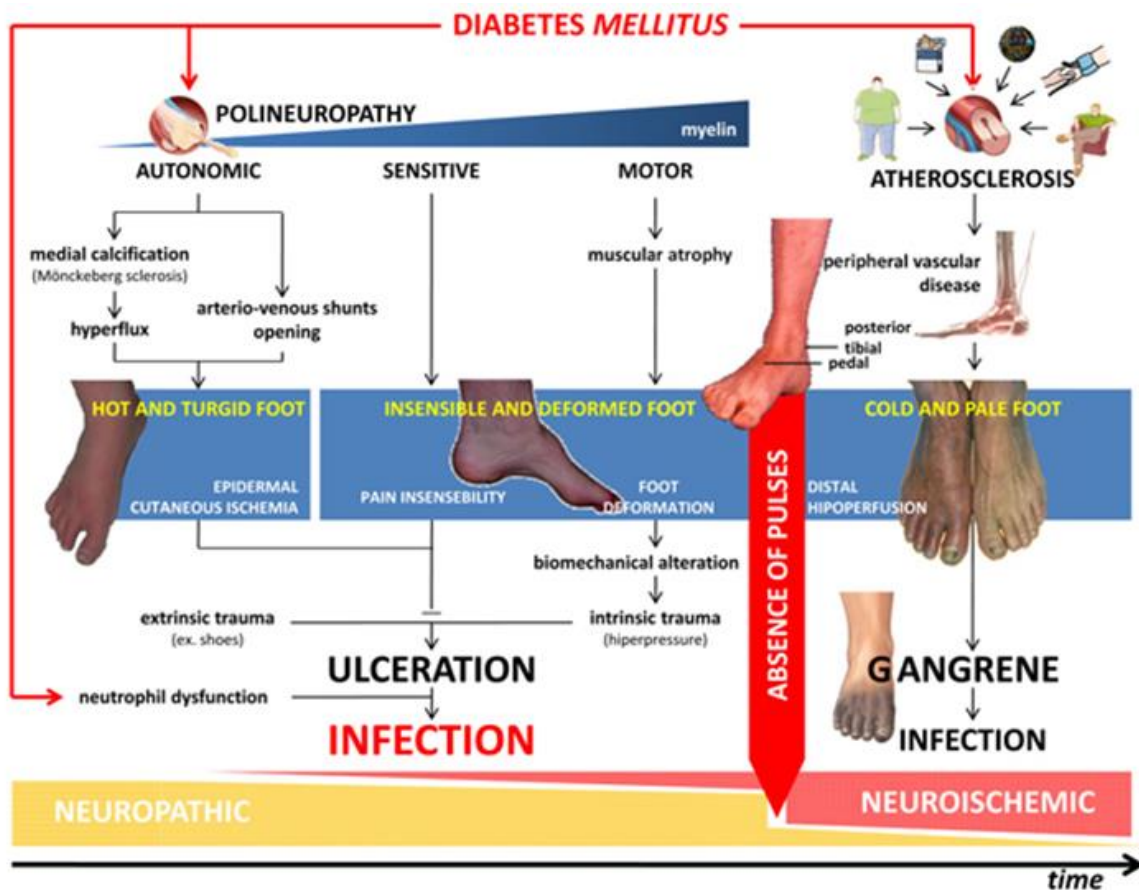 DIABETES MELLITUS
POLINEUROPATHY
myelin
AUTONOMIC
SENSITIVE
MOTOR
ATHEROSCLEROSIS
medial calcification
(Mönckeberg sclerosis)
hyperflux
arterio-venous shunts
opening
muscular atrophy
peripheral vascular
disease
posterior
tibial
pedal
HOT AND TURGID FOOT
INSENSIBLE AND DEFORMED FOOT
COLD AND PALE FOOT
EPIDERMAL
CUTANEOUS ISCHEMIA
PAIN INSENSEBILITY
FOOT
DEFORMATION
DISTAL
HIPOPERFUSION
ABSENCE OF PULSES
biomechanical alteration
extrinsic trauma
(ex. shoes)
intrinsic trauma
(hiperpressure)
ULCERATION
GANGRENE
neutrophil dysfunction
INFECTION
INFECTION
NEUROPATHIC
NEUROISCHEMIC
time